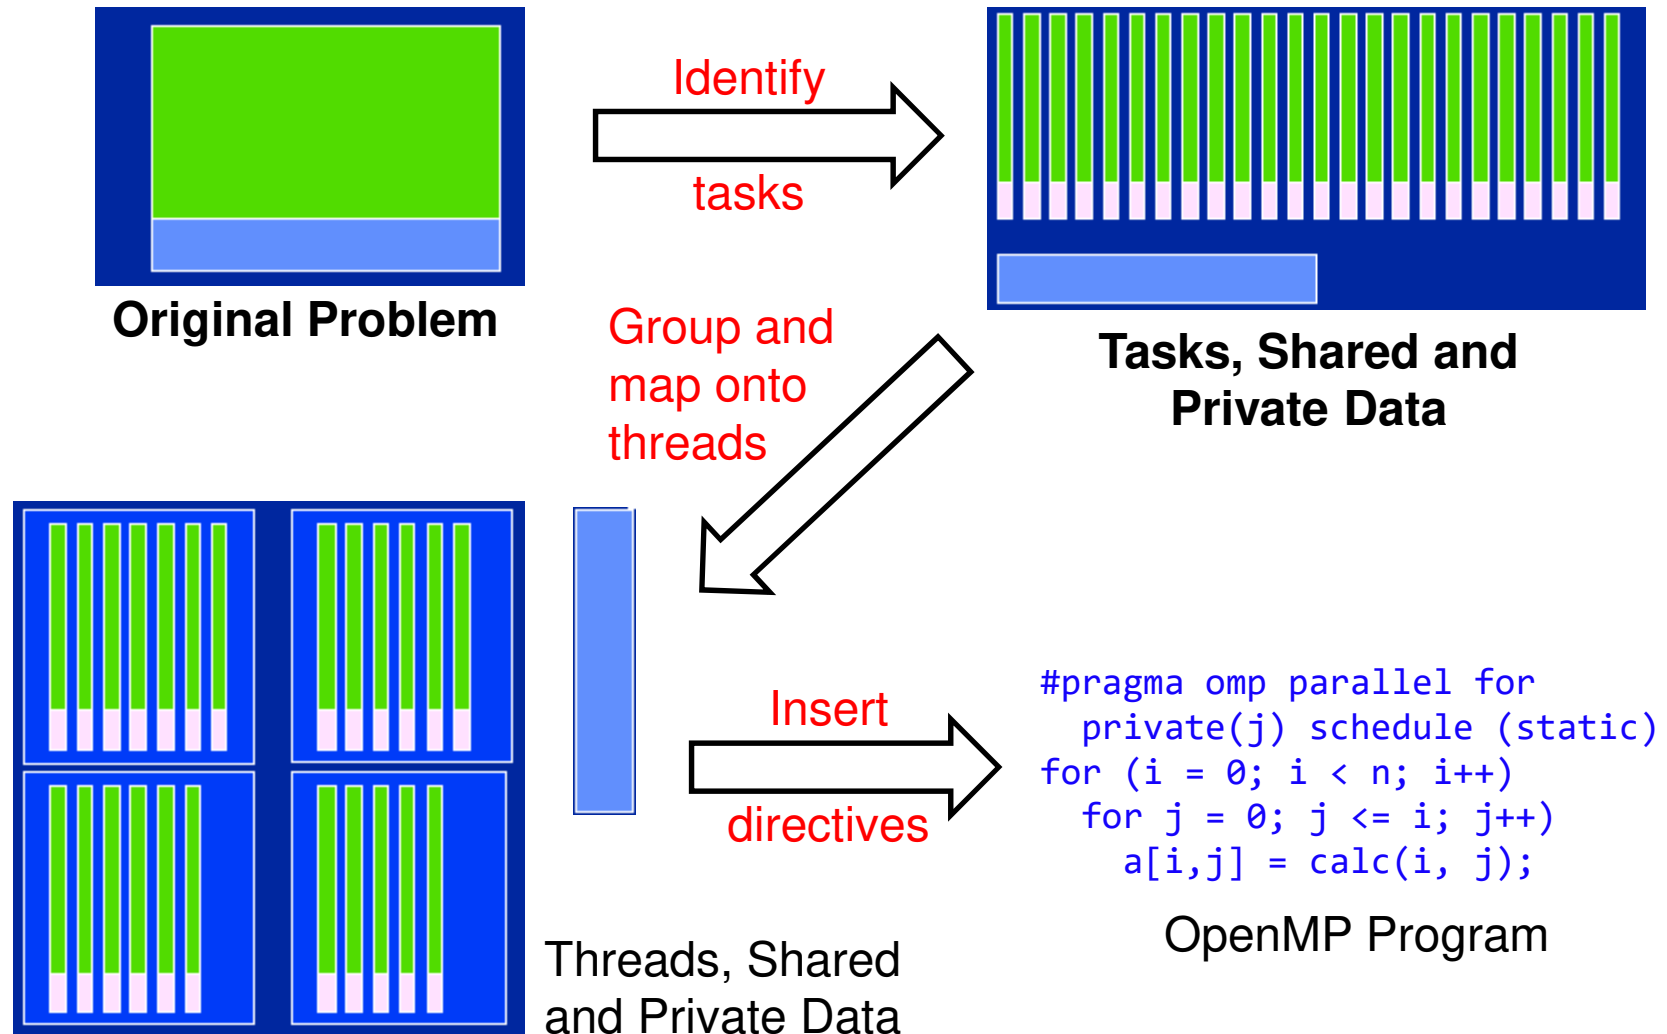 Identify
tasks
Original Problem
Tasks, Shared and
Private Data
Group and
map onto
threads
Threads, Shared
and Private Data
Insert
directives
#pragma omp parallel for
  private(j) schedule (static)
for (i = 0; i < n; i++)
  for j = 0; j <= i; j++)
    a[i,j] = calc(i, j);
OpenMP Program